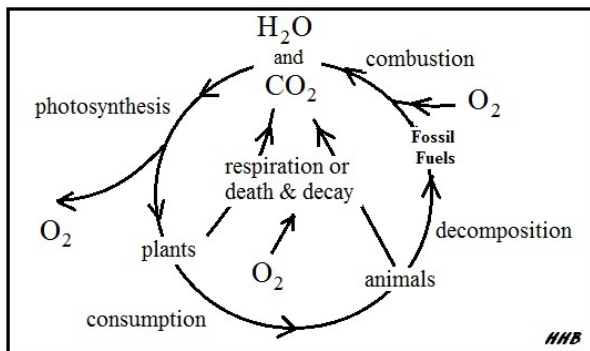 H₂O
and
CO₂
combustion
photosynthesis
O₂
Fossil
Fuels
respiration or
death & decay
O₂
plants
O₂
animals
decomposition
consumption
HHB